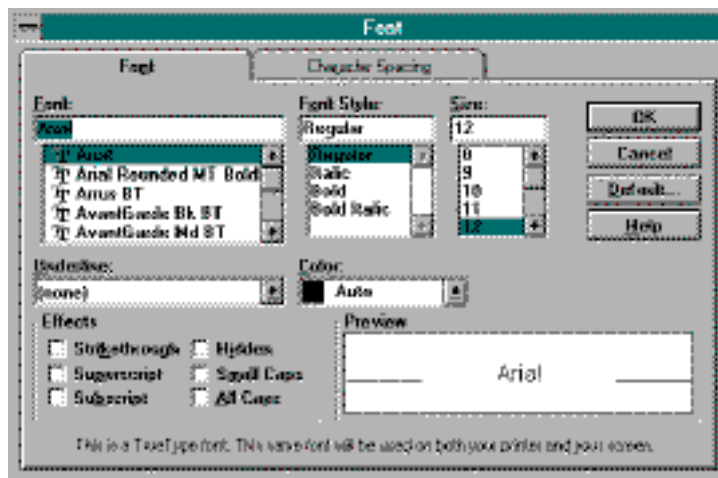 Font
Font Character Spacing
Font: Font Style: Size:
Arial Regular 12
Arial Regular 8
Arial Rounded MT Bold Italic 9
Arrus BT Bold 10
AvantGarde Bk BT Bold Italic 11
AvantGarde Md BT 12
OK
Cancel
Default...
Help
Underline: Color:
(none) Auto
Effects Preview
Strikethrough Hidden
Superscript Small Caps
Subscript All Caps
Arial
This is a TrueType font. This same font will be used on both your printer and your screen.